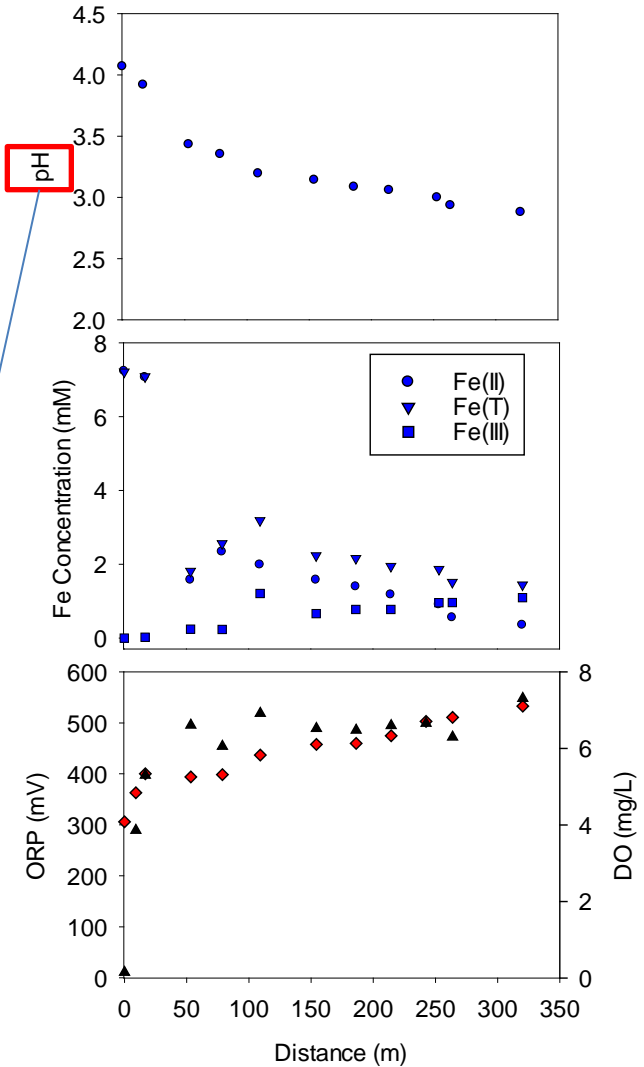 4.5
4.0
3.5
3.0
2.5
2.0
pH
8
6
4
2
0
Fe Concentration (mM)
Fe(II)
Fe(T)
Fe(III)
600
500
400
300
200
100
0
ORP (mV)
8
6
4
2
0
DO (mg/L)
0 50 100 150 200 250 300 350
Distance (m)